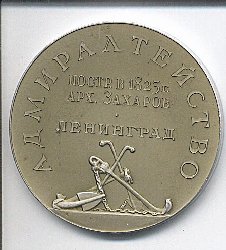 АДМИРАЛТЕЙСТВО
ПОСТР. В 1823 г.
АРХ. ЗАХАРОВ
ЛЕНИНГРАД